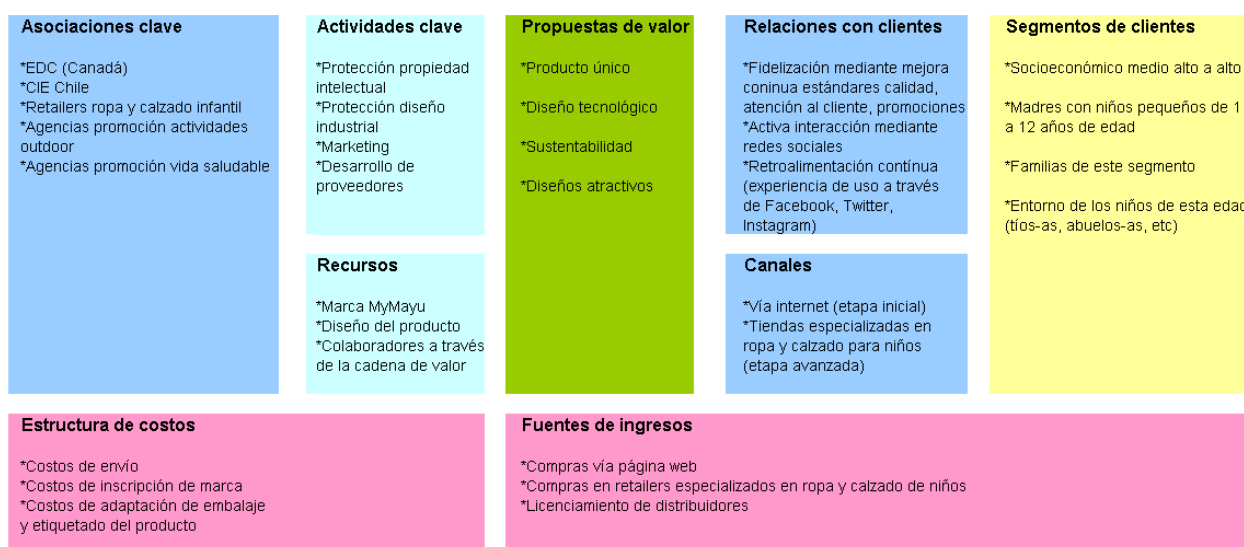 Asociaciones clave
*EDC (Canadá)
*CIE Chile
*Retailers ropa y calzado infantil
*Agencias promoción actividades
outdoor
*Agencias promoción vida saludable
Actividades clave
*Protección propiedad
intelectual
*Protección diseño
industrial
*Marketing
*Desarrollo de
proveedores
Recursos
*Marca MyMayu
*Diseño del producto
*Colaboradores a través
de la cadena de valor
Propuestas de valor
*Producto único
*Diseño tecnológico
*Sustentabilidad
*Diseños atractivos
Relaciones con clientes
*Fidelización mediante mejora
coninua estándares calidad,
atención al cliente, promociones
*Activa interacción mediante
redes sociales
*Retroalimentación contínua
(experiencia de uso a través
de Facebook, Twitter,
Instagram)
Canales
*Vía internet (etapa inicial)
*Tiendas especializadas en
ropa y calzado para niños
(etapa avanzada)
Segmentos de clientes
*Socioeconómico medio alto a alto
*Madres con niños pequeños de 1
a 12 años de edad
*Familias de este segmento
*Entorno de los niños de esta edad
(tíos-as, abuelos-as, etc)
Estructura de costos
*Costos de envío
*Costos de inscripción de marca
*Costos de adaptación de embalaje
y etiquetado del producto
Fuentes de ingresos
*Compras vía página web
*Compras en retailers especializados en ropa y calzado de niños
*Licenciamiento de distribuidores